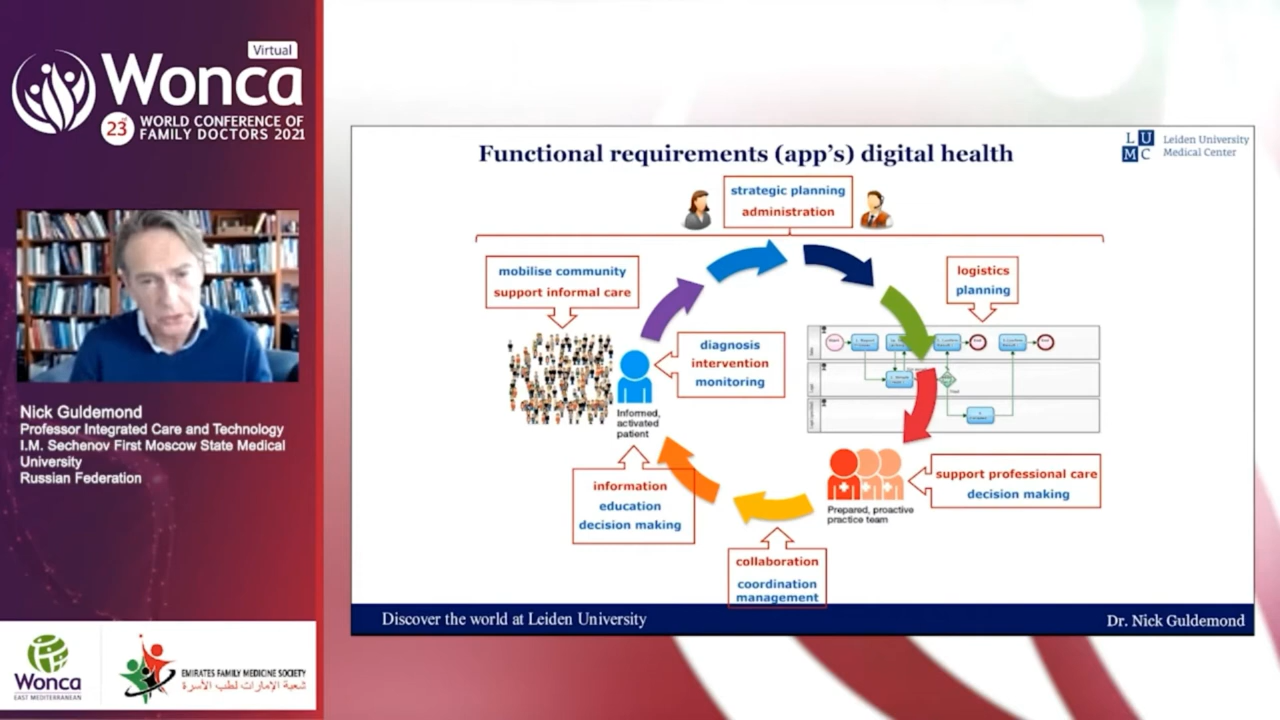 Virtual
Wonca
23rd WORLD CONFERENCE OF
FAMILY DOCTORS 2021
Nick Guldemond
Professor Integrated Care and Technology
I.M. Sechenov First Moscow State Medical
University
Russian Federation
Wonca
EAST MEDITERRANEAN
EMIRATES FAMILY MEDICINE SOCIETY
شعبة الإمارات لطب الأسرة
Functional requirements (app's) digital health
L U
M C
Leiden University
Medical Center
strategic planning
administration
mobilise community
support informal care
logistics
planning
diagnosis
intervention
monitoring
Informed,
activated
patient
information
education
decision making
support professional care
decision making
Prepared, proactive
practice team
collaboration
coordination
management
Discover the world at Leiden University
Dr. Nick Guldemond